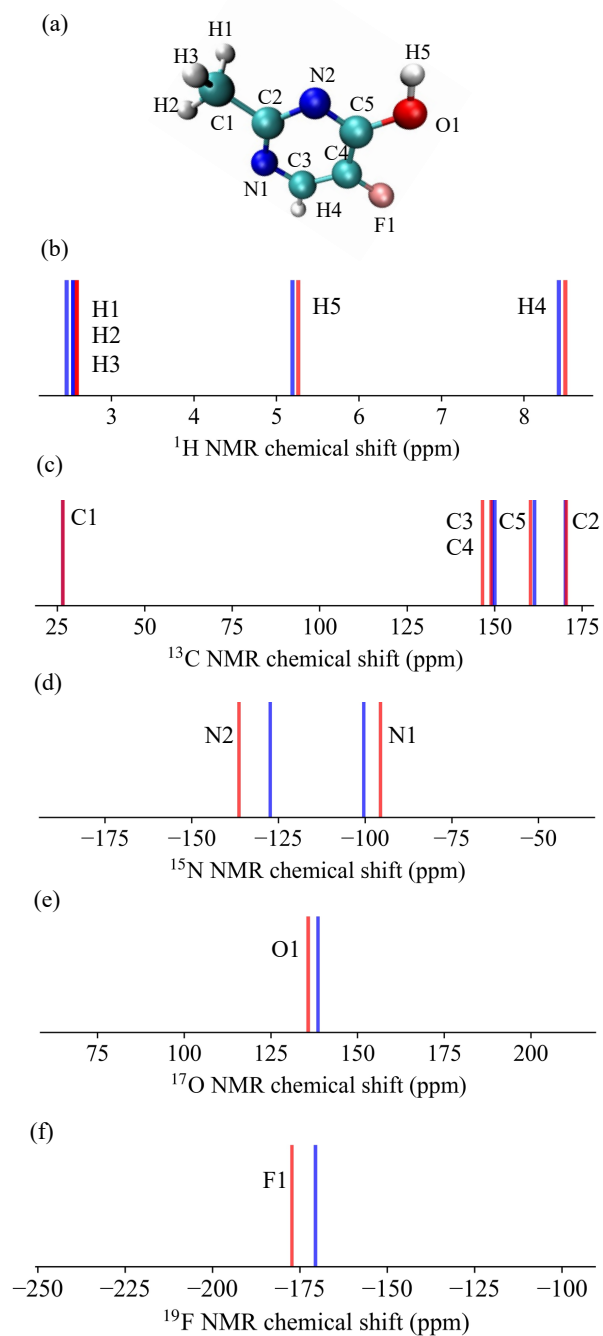 (a)
H1
H5
H3
N2
H2
C2
C5
C1
O1
C4
C3
N1
H4
F1
(b)
H1
H2
H3
H5
H4
3 4 5 6 7 8
¹H NMR chemical shift (ppm)
(c)
C1
C3
C4
C5
C2
25 50 75 100 125 150 175
¹³C NMR chemical shift (ppm)
(d)
N2
N1
−175 −150 −125 −100 −75 −50
¹⁵N NMR chemical shift (ppm)
(e)
O1
75 100 125 150 175 200
¹⁷O NMR chemical shift (ppm)
(f)
F1
−250 −225 −200 −175 −150 −125 −100
¹⁹F NMR chemical shift (ppm)